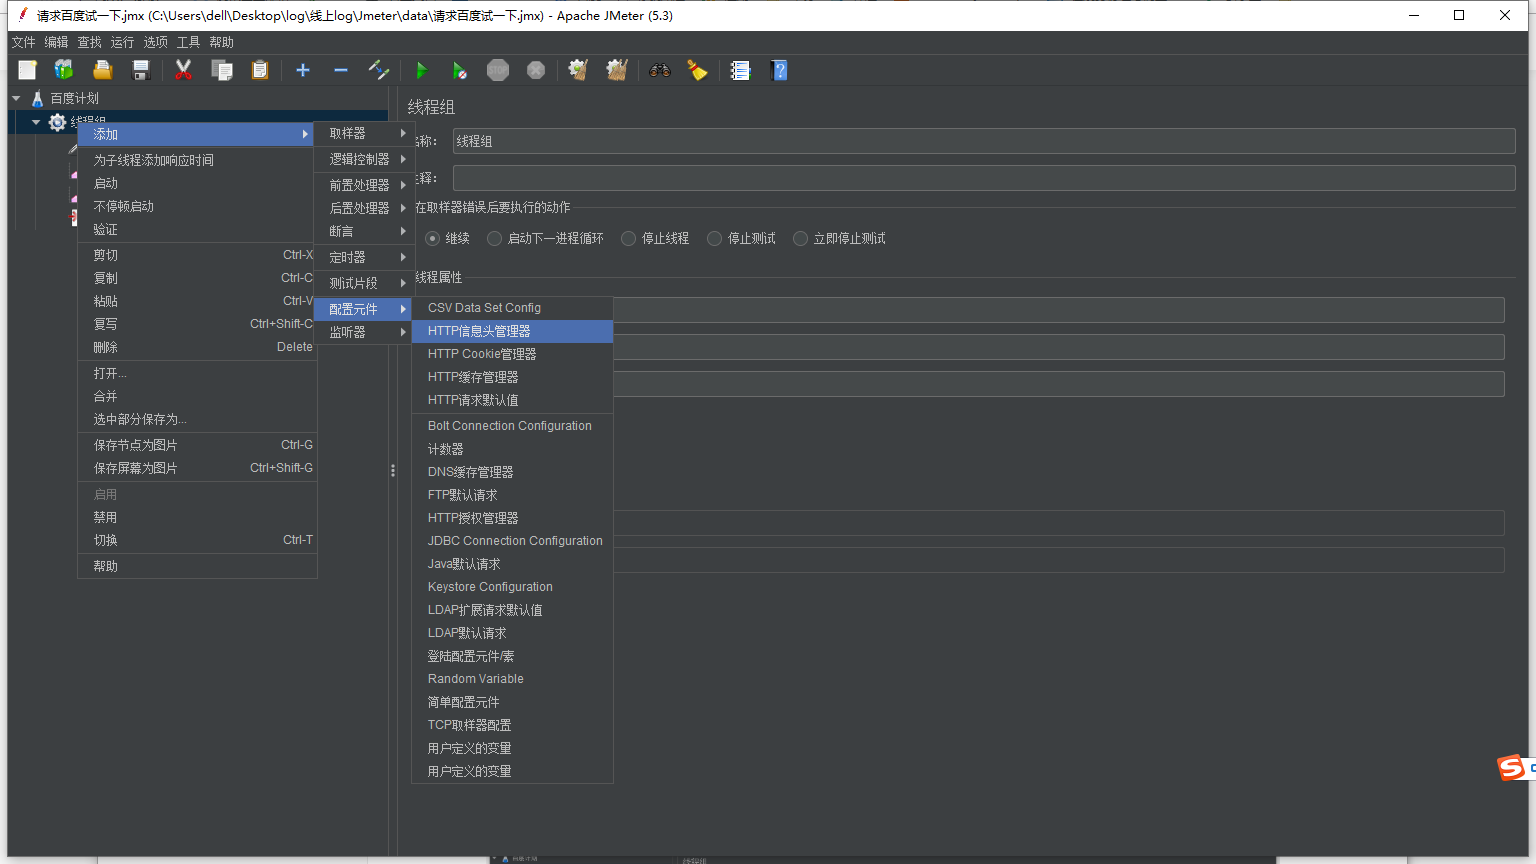 请求百度试一下.jmx (C:\Users\dell\Desktop\log\线上log\Jmeter\data\请求百度试一下.jmx) - Apache JMeter (5.3)
文件 编辑 查找 运行 选项 工具 帮助
STOP
百度计划
线程组
添加
为子线程添加响应时间
启动
不停顿启动
验证
剪切 Ctrl-X
复制 Ctrl-C
粘贴 Ctrl-V
复写 Ctrl+Shift-C
删除 Delete
打开...
合并
选中部分保存为...
保存节点为图片 Ctrl-G
保存屏幕为图片 Ctrl+Shift-G
启用
禁用
切换 Ctrl-T
帮助
取样器
逻辑控制器
前置处理器
后置处理器
断言
定时器
测试片段
配置元件
监听器
CSV Data Set Config
HTTP信息头管理器
HTTP Cookie管理器
HTTP缓存管理器
HTTP请求默认值
Bolt Connection Configuration
计数器
DNS缓存管理器
FTP默认请求
HTTP授权管理器
JDBC Connection Configuration
Java默认请求
Keystore Configuration
LDAP扩展请求默认值
LDAP默认请求
登陆配置元件/素
Random Variable
简单配置元件
TCP取样器配置
用户定义的变量
用户定义的变量
线程组
名称： 线程组
注释：
在取样器错误后要执行的动作
继续 启动下一进程循环 停止线程 停止测试 立即停止测试
线程属性
百度计划
线程组